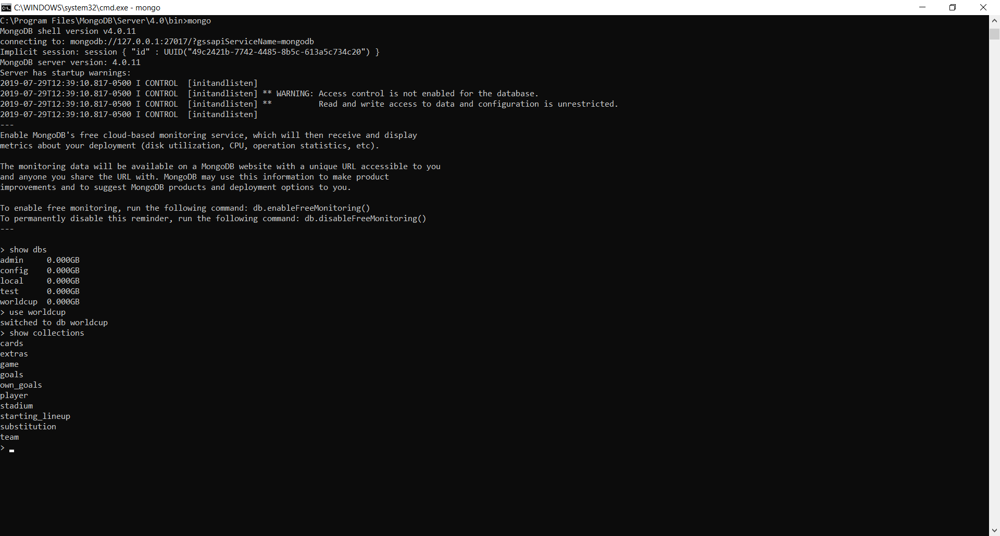 C:\WINDOWS\system32\cmd.exe - mongo
C:\Program Files\MongoDB\Server\4.0\bin>mongo
MongoDB shell version v4.0.11
connecting to: mongodb://127.0.0.1:27017/?gssapiServiceName=mongodb
Implicit session: session { "id" : UUID("49c2421b-7742-4485-8b5c-613a5c734c20") }
MongoDB server version: 4.0.11
Server has startup warnings:
2019-07-29T12:39:10.817-0500 I CONTROL  [initandlisten]
2019-07-29T12:39:10.817-0500 I CONTROL  [initandlisten] ** WARNING: Access control is not enabled for the database.
2019-07-29T12:39:10.817-0500 I CONTROL  [initandlisten] **          Read and write access to data and configuration is unrestricted.
2019-07-29T12:39:10.817-0500 I CONTROL  [initandlisten]
---
Enable MongoDB's free cloud-based monitoring service, which will then receive and display
metrics about your deployment (disk utilization, CPU, operation statistics, etc).

The monitoring data will be available on a MongoDB website with a unique URL accessible to you
and anyone you share the URL with. MongoDB may use this information to make product
improvements and to suggest MongoDB products and deployment options to you.

To enable free monitoring, run the following command: db.enableFreeMonitoring()
To permanently disable this reminder, run the following command: db.disableFreeMonitoring()
---

> show dbs
admin     0.000GB
config    0.000GB
local     0.000GB
test      0.000GB
worldcup  0.000GB
> use worldcup
switched to db worldcup
> show collections
cards
extras
game
goals
own_goals
player
stadium
starting_lineup
substitution
team
>